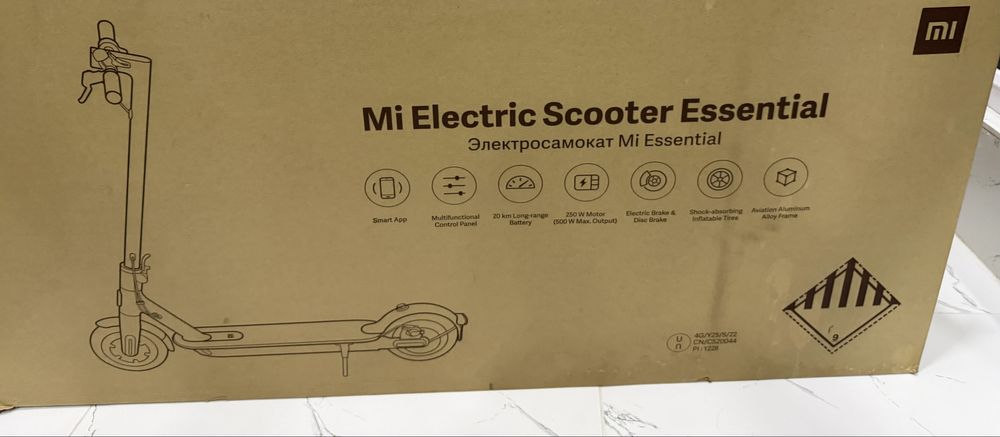 mi
Mi Electric Scooter Essential
Электросамокат Mi Essential
Smart App
Multifunctional
Control Panel
20 km Long-range
Battery
250 W Motor
(500 W Max. Output)
Electric Brake &
Disc Brake
Shock-absorbing
Inflatable Tires
Aviation Aluminum
Alloy Frame
un
4G/Y25/S/22
CN/C520044
PI: 1228
9